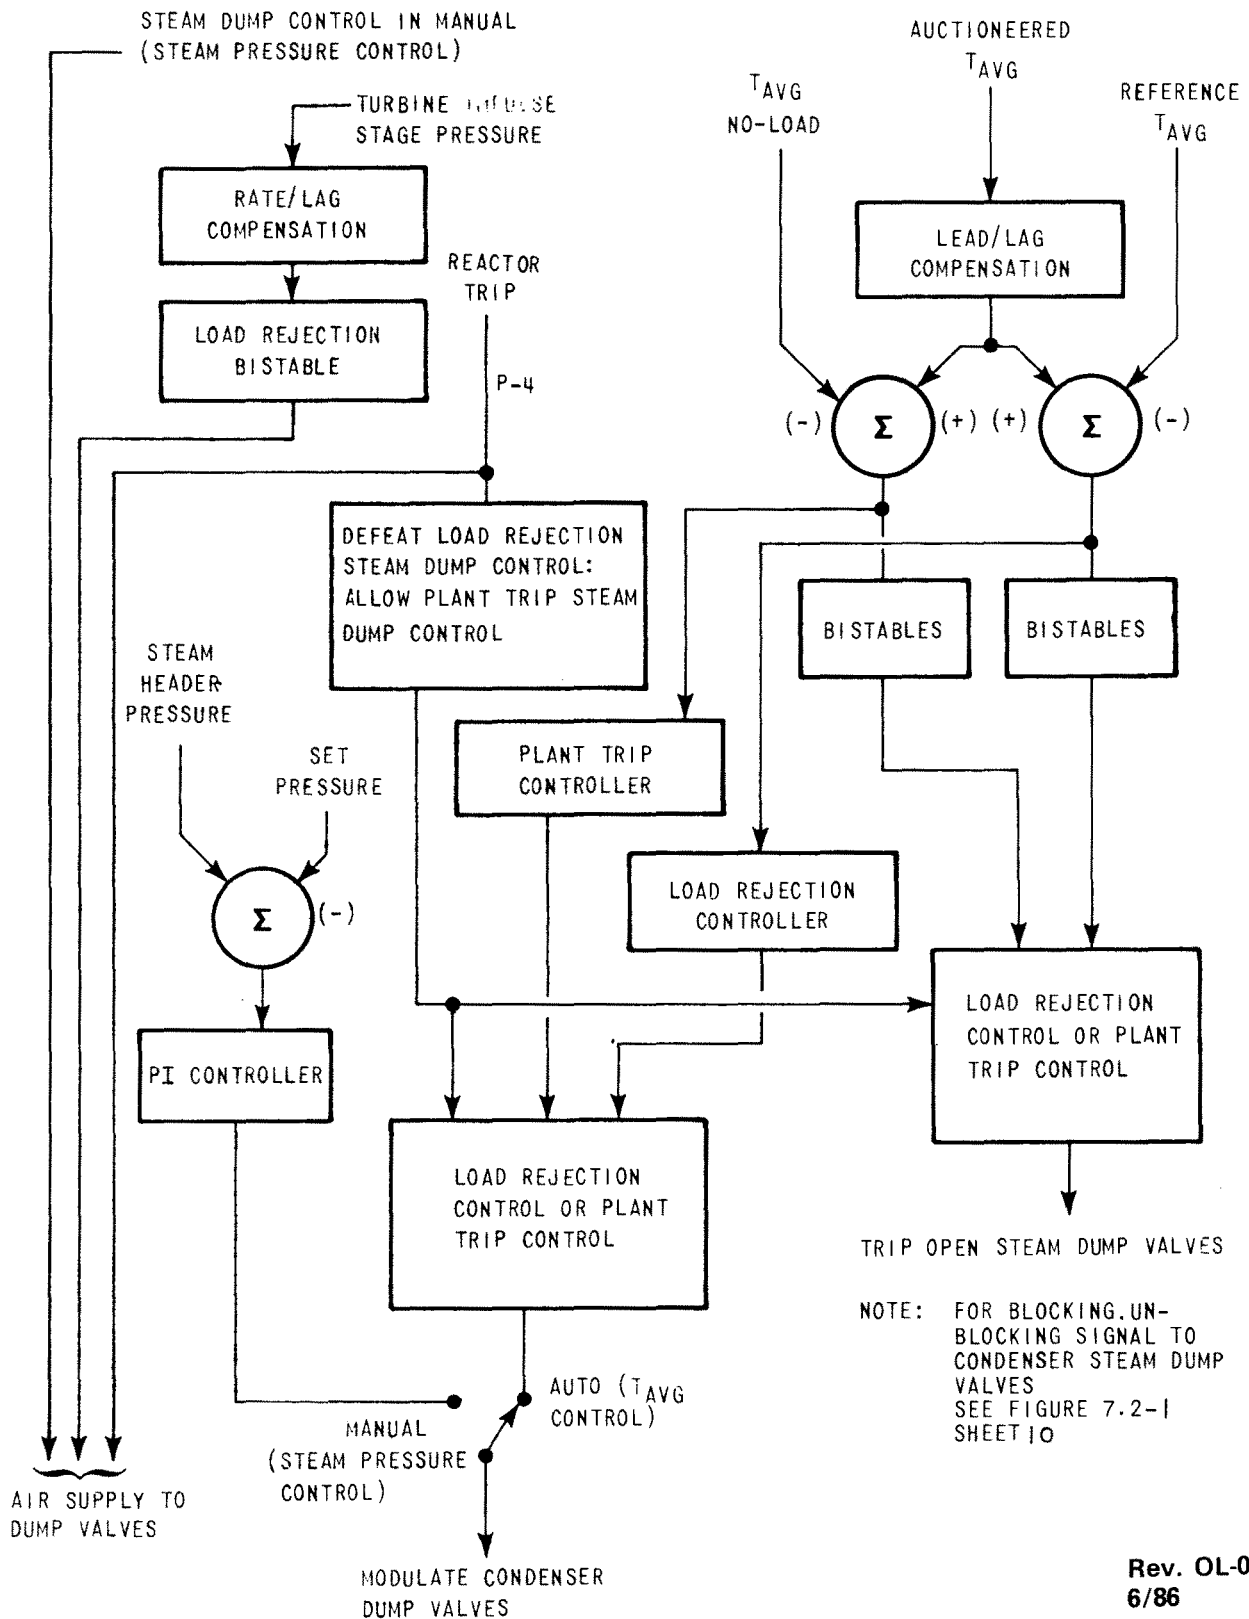 STEAM DUMP CONTROL IN MANUAL
(STEAM PRESSURE CONTROL)
TURBINE
STAGE PRESSURE
RATE/LAG
COMPENSATION
LOAD REJECTION
BISTABLE
REACTOR
TRIP
P-4
AUCTIONEERED
TAVG
TAVG
NO-LOAD
REFERENCE
TAVG
LEAD/LAG
COMPENSATION
(-) Σ (+) (+) Σ (-)
DEFEAT LOAD REJECTION
STEAM DUMP CONTROL:
ALLOW PLANT TRIP STEAM
DUMP CONTROL
BISTABLES
BISTABLES
STEAM
HEADER
PRESSURE
SET
PRESSURE
PLANT TRIP
CONTROLLER
LOAD REJECTION
CONTROLLER
Σ (-)
PI CONTROLLER
LOAD REJECTION
CONTROL OR PLANT
TRIP CONTROL
LOAD REJECTION
CONTROL OR PLANT
TRIP CONTROL
TRIP OPEN STEAM DUMP VALVES
NOTE: FOR BLOCKING.UN-
BLOCKING SIGNAL TO
CONDENSER STEAM DUMP
VALVES
SEE FIGURE 7.2-1
SHEET 10
AUTO (TAVG
CONTROL)
MANUAL
(STEAM PRESSURE
CONTROL)
AIR SUPPLY TO
DUMP VALVES
MODULATE CONDENSER
DUMP VALVES
Rev. OL-0
6/86